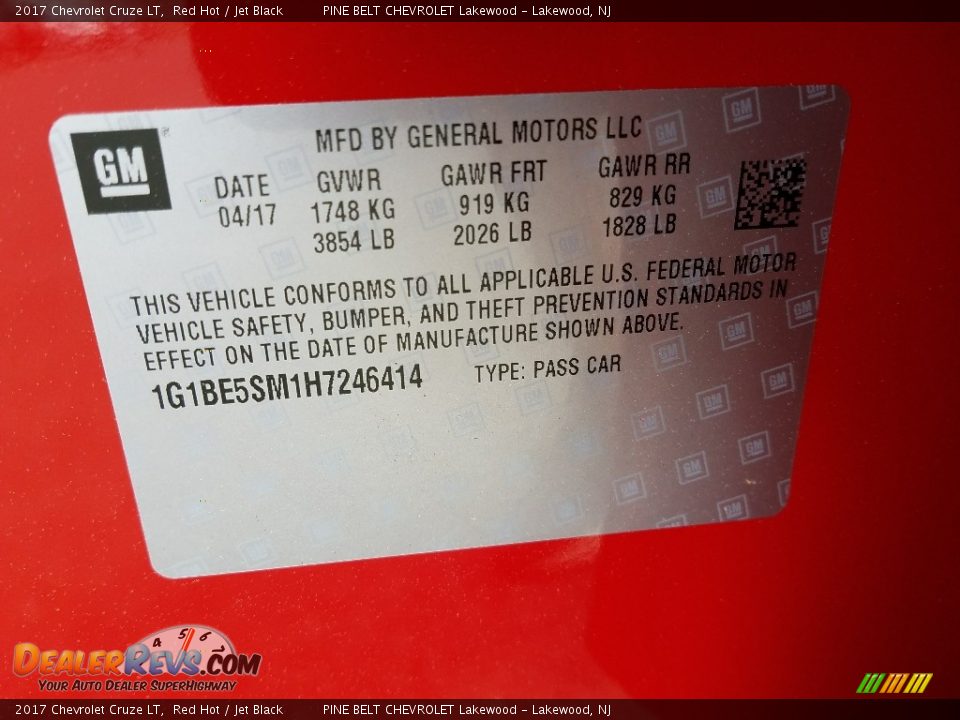 2017 Chevrolet Cruze LT, Red Hot / Jet Black PINE BELT CHEVROLET Lakewood - Lakewood, NJ
GM
MFD BY GENERAL MOTORS LLC
DATE GVWR GAWR FRT GAWR RR
04/17 1748 KG 919 KG 829 KG
3854 LB 2026 LB 1828 LB
THIS VEHICLE CONFORMS TO ALL APPLICABLE U.S. FEDERAL MOTOR
VEHICLE SAFETY, BUMPER, AND THEFT PREVENTION STANDARDS IN
EFFECT ON THE DATE OF MANUFACTURE SHOWN ABOVE.
1G1BE5SM1H7246414 TYPE: PASS CAR
4 5 6
DEALERREVS.COM
YOUR AUTO DEALER SUPERHIGHWAY
2017 Chevrolet Cruze LT, Red Hot / Jet Black PINE BELT CHEVROLET Lakewood - Lakewood, NJ